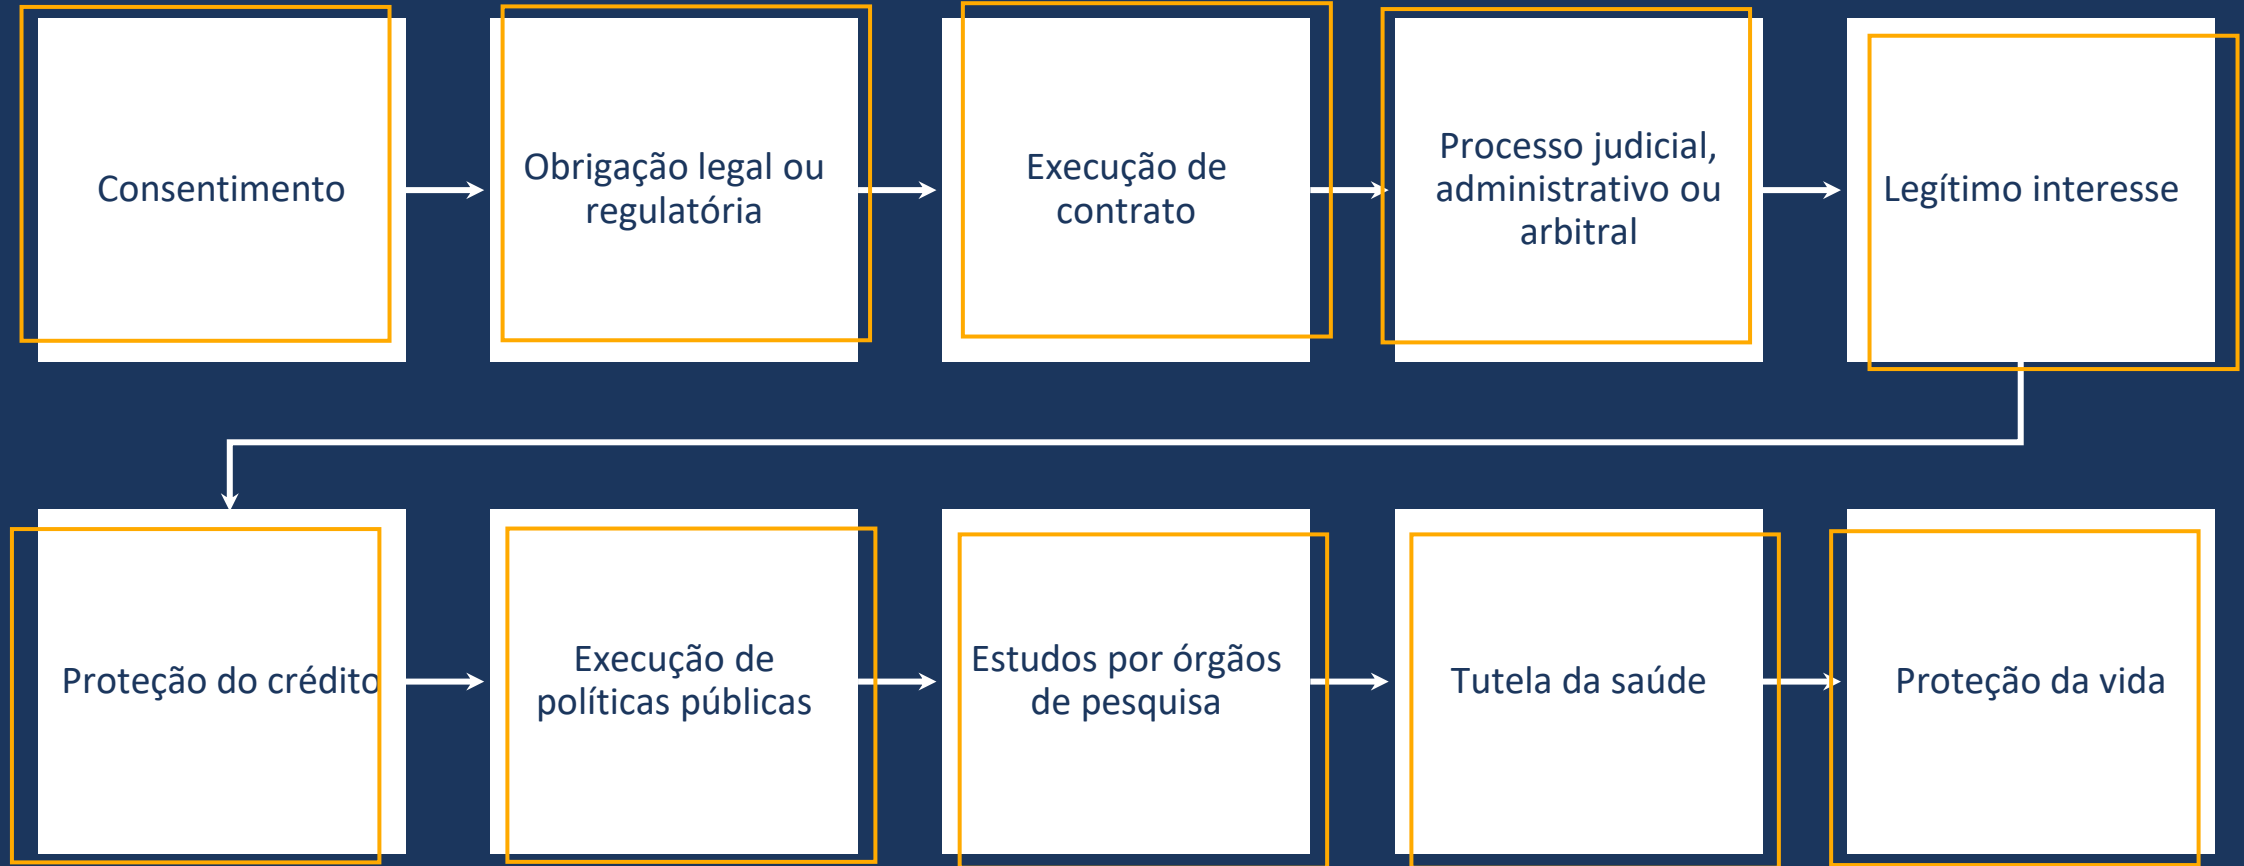 Consentimento
Obrigação legal ou
regulatória
Execução de
contrato
Processo judicial,
administrativo ou
arbitral
Legítimo interesse
Proteção do crédito
Execução de
políticas públicas
Estudos por órgãos
de pesquisa
Tutela da saúde
Proteção da vida